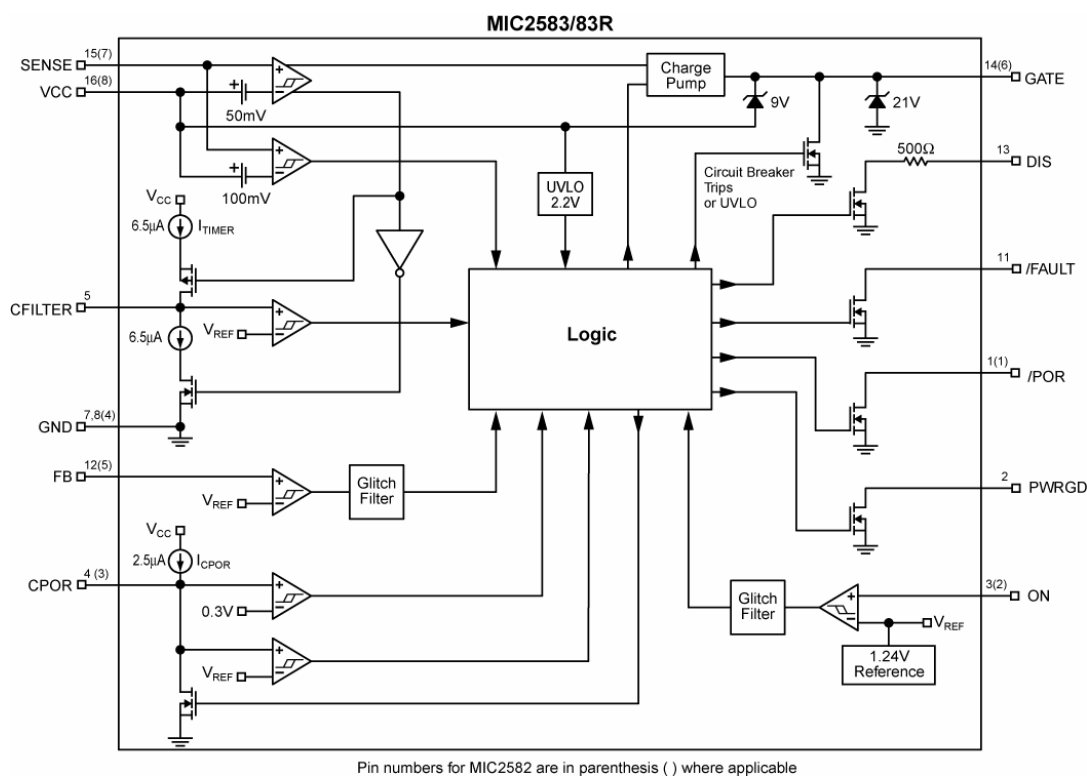 MIC2583/83R
SENSE
15(7)
VCC
16(8)
+
−
+
50mV
+
−
+
100mV
Charge
Pump
9V
21V
14(6)
GATE
500Ω
13
DIS
Circuit Breaker
Trips
or UVLO
UVLO
2.2V
VCC
6.5µA
ITIMER
CFILTER
5
VREF
+
−
6.5µA
Logic
11
/FAULT
1(1)
/POR
GND
7,8(4)
FB
12(5)
VREF
+
−
Glitch
Filter
2
PWRGD
VCC
2.5µA
ICPOR
CPOR
4 (3)
0.3V
+
−
VREF
+
−
Glitch
Filter
+
−
3(2)
ON
VREF
1.24V
Reference
Pin numbers for MIC2582 are in parenthesis ( ) where applicable